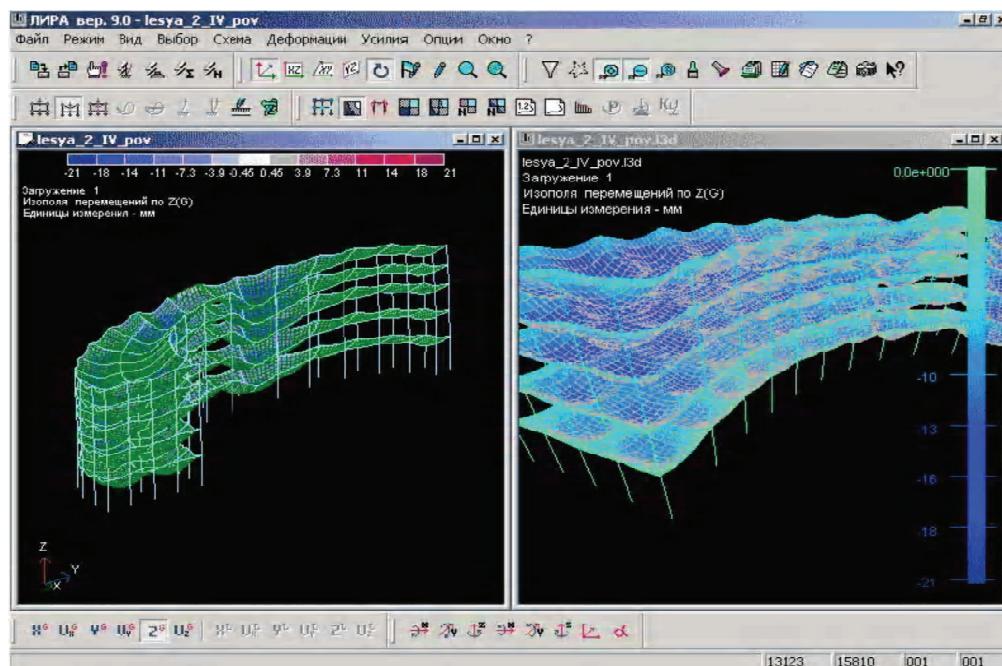 ЛИРА вер. 9.0 - lesya_2_IV_pov
Файл Режим Вид Выбор Схема Деформации Усилия Опции Окно ?
lesya_2_IV_pov
-21 -18 -14 -11 -7.3 -3.9 -0.45 0.45 3.9 7.3 11 14 18 21
Загружение 1
Изополя перемещений по Z(G)
Единицы измерения - мм
Z
Y
X
lesya_2_IV_pov.l3d
lesya_2_IV_pov.l3d
Загружение 1
Изополя перемещений по Z(G)
Единицы измерения - мм
0.0e+000
-10
-13
-16
-18
-21
13123 15810 001 001